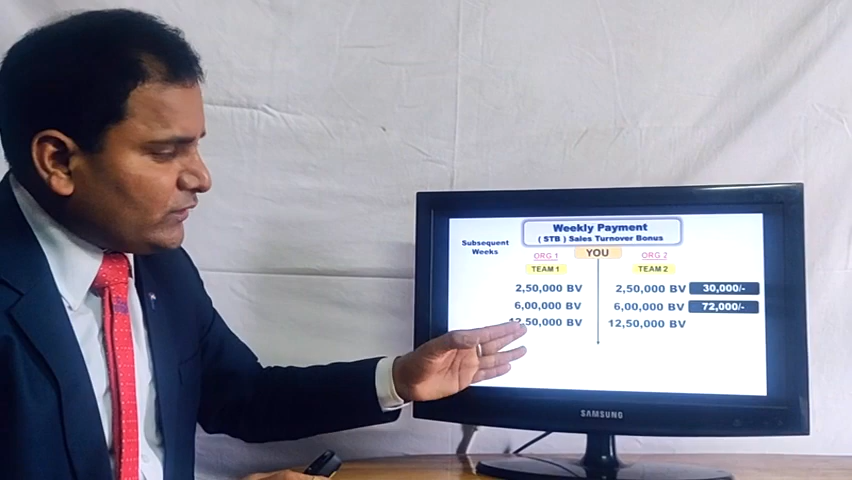 Weekly Payment
( STB ) Sales Turnover Bonus
Subsequent
Weeks
ORG 1 YOU ORG 2
TEAM 1 TEAM 2
2,50,000 BV 2,50,000 BV 30,000/-
6,00,000 BV 6,00,000 BV 72,000/-
12,50,000 BV 12,50,000 BV
SAMSUNG